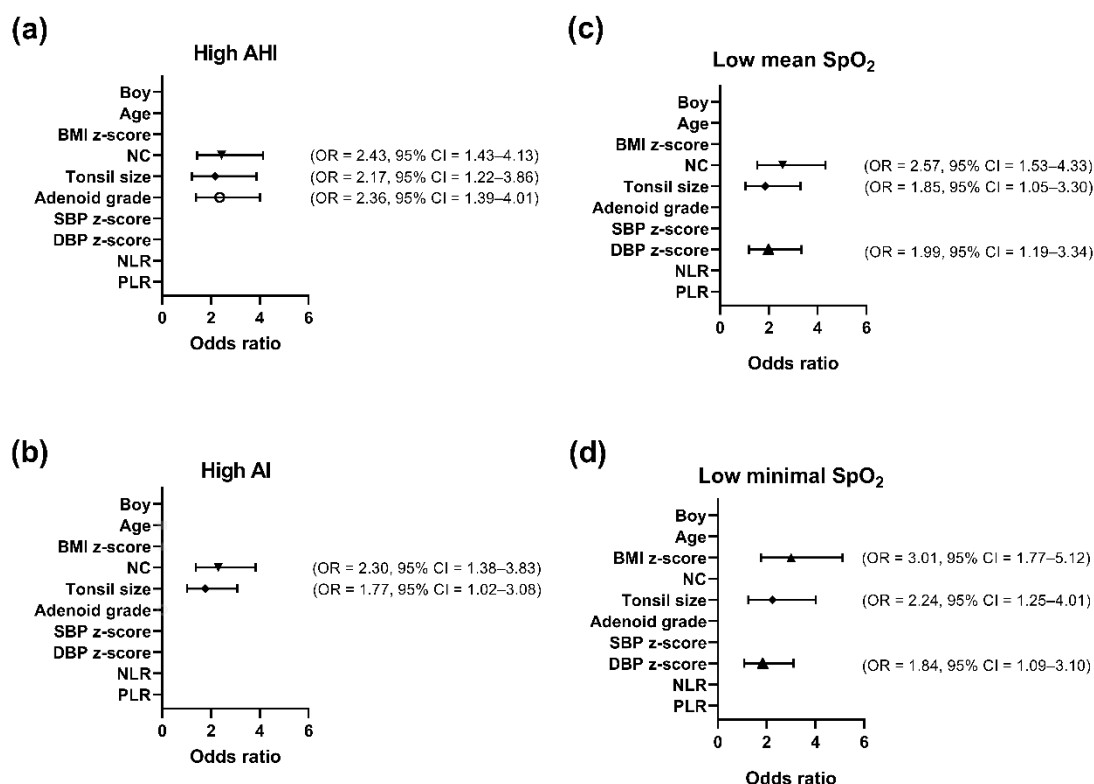 (a)
High AHI
Boy
Age
BMI z-score
NC (OR = 2.43, 95% CI = 1.43–4.13)
Tonsil size (OR = 2.17, 95% CI = 1.22–3.86)
Adenoid grade (OR = 2.36, 95% CI = 1.39–4.01)
SBP z-score
DBP z-score
NLR
PLR
0 2 4 6
Odds ratio
(b)
High AI
Boy
Age
BMI z-score
NC (OR = 2.30, 95% CI = 1.38–3.83)
Tonsil size (OR = 1.77, 95% CI = 1.02–3.08)
Adenoid grade
SBP z-score
DBP z-score
NLR
PLR
0 2 4 6
Odds ratio
(c)
Low mean SpO₂
Boy
Age
BMI z-score
NC (OR = 2.57, 95% CI = 1.53–4.33)
Tonsil size (OR = 1.85, 95% CI = 1.05–3.30)
Adenoid grade
SBP z-score
DBP z-score (OR = 1.99, 95% CI = 1.19–3.34)
NLR
PLR
0 2 4 6
Odds ratio
(d)
Low minimal SpO₂
Boy
Age
BMI z-score (OR = 3.01, 95% CI = 1.77–5.12)
NC
Tonsil size (OR = 2.24, 95% CI = 1.25–4.01)
Adenoid grade
SBP z-score
DBP z-score (OR = 1.84, 95% CI = 1.09–3.10)
NLR
PLR
0 2 4 6
Odds ratio